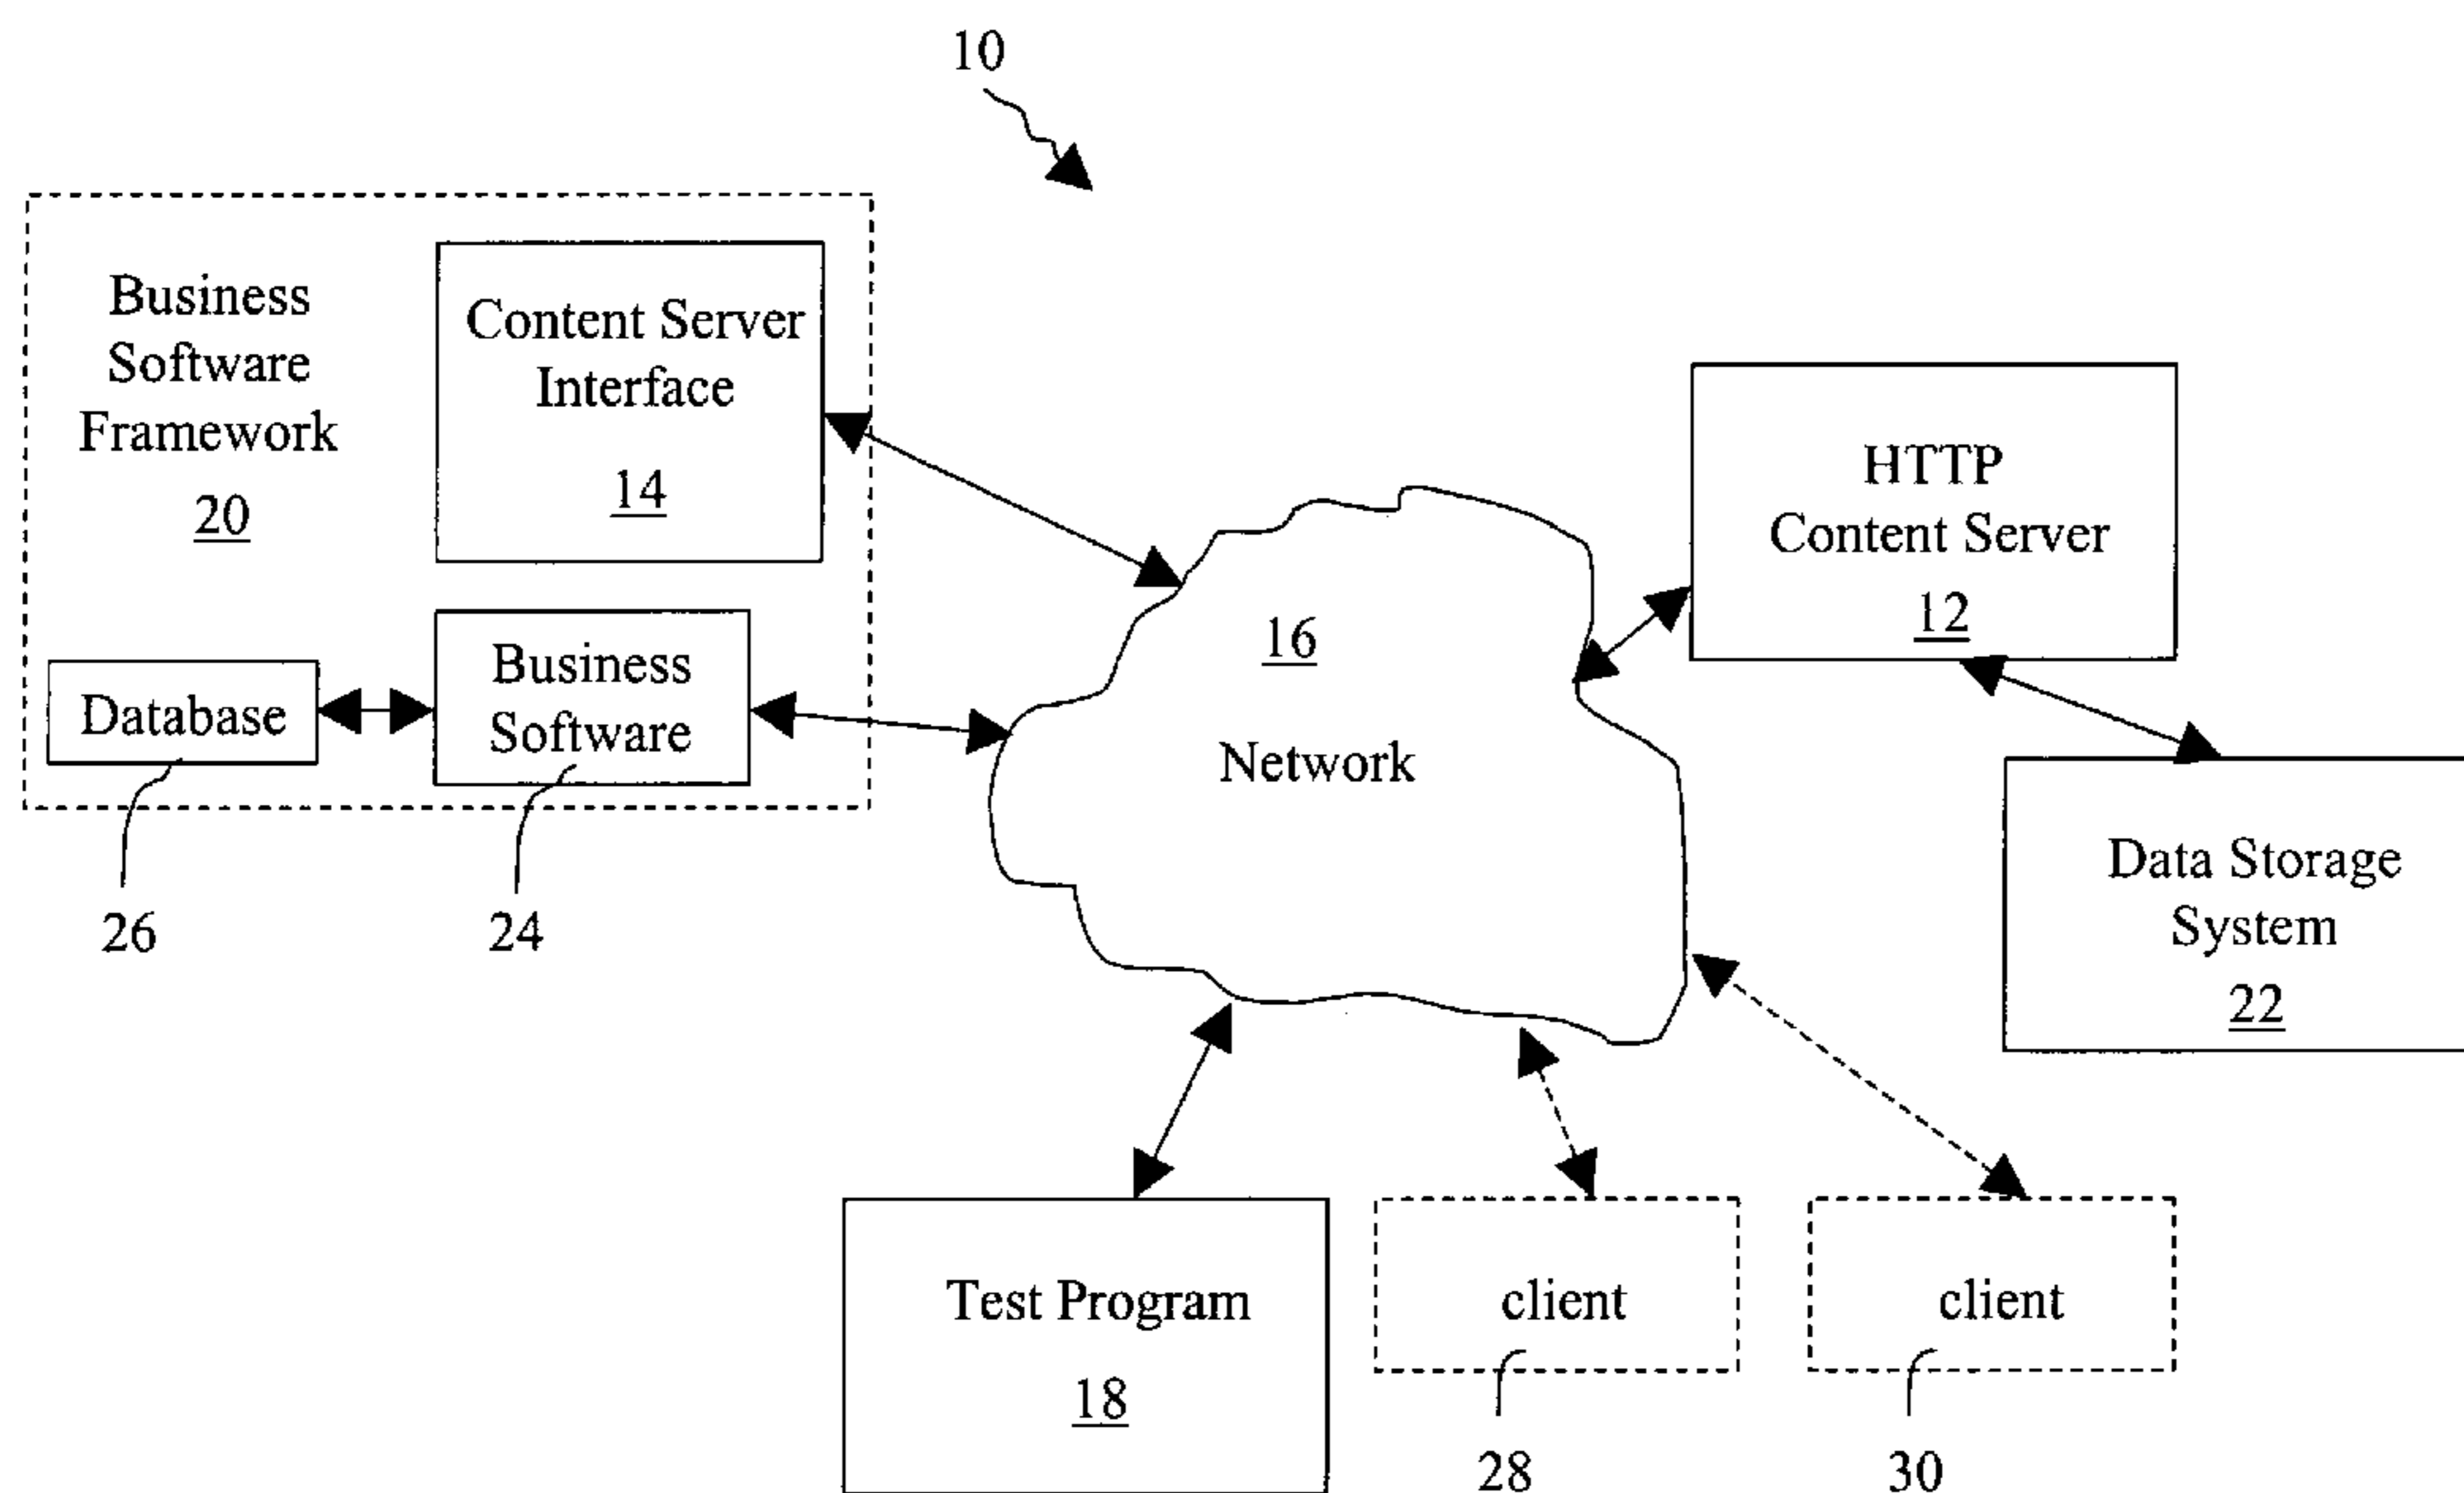 10
Business
Software
Framework
20
Content Server
Interface
14
Database
26
Business
Software
24
16
Network
HTTP
Content Server
12
Data Storage
System
22
Test Program
18
client
28
client
30